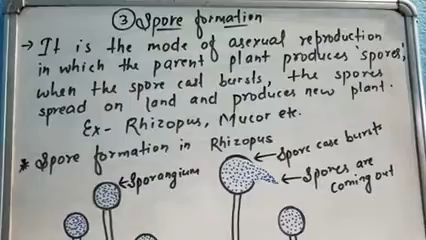 ③ Spore formation
→ It is the mode of asexual reproduction
in which the parent plant produces 'spores',
when the spore cast bursts, the spores
spread on land and produces new plant.
Ex- Rhizopus, Mucor etc.
* Spore formation in Rhizopus
Spore case bursts
Sporangium
Spores are
coming out